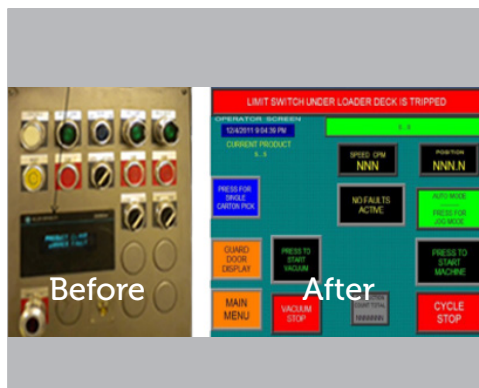 Before
LIMIT SWITCH UNDER LOADER DECK IS TRIPPED
OPERATOR SCREEN
12/4/2011 9:04:39 PM
CURRENT PRODUCT
S...S
S...S
SPEED CPM
NNN
POSITION
NNN.N
PRESS FOR
SINGLE
CARTON PICK
NO FAULTS
ACTIVE
AUTO MODE
PRESS FOR
JOG MODE
GUARD
DOOR
DISPLAY
PRESS TO
START
VACUUM
PRESS TO
START
MACHINE
After
MAIN
MENU
VACUUM
STOP
COUNT TOTAL
CYCLE
STOP